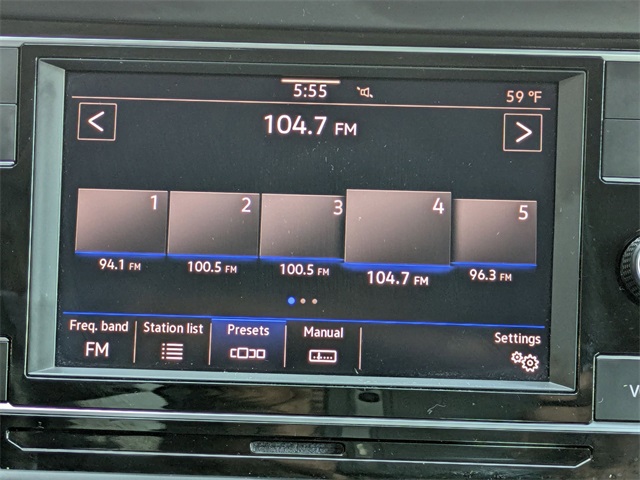 5:55
59 °F
< 104.7 FM >
1 2 3 4 5
94.1 FM 100.5 FM 100.5 FM 104.7 FM 96.3 FM
Freq. band Station list Presets Manual Settings
FM
V